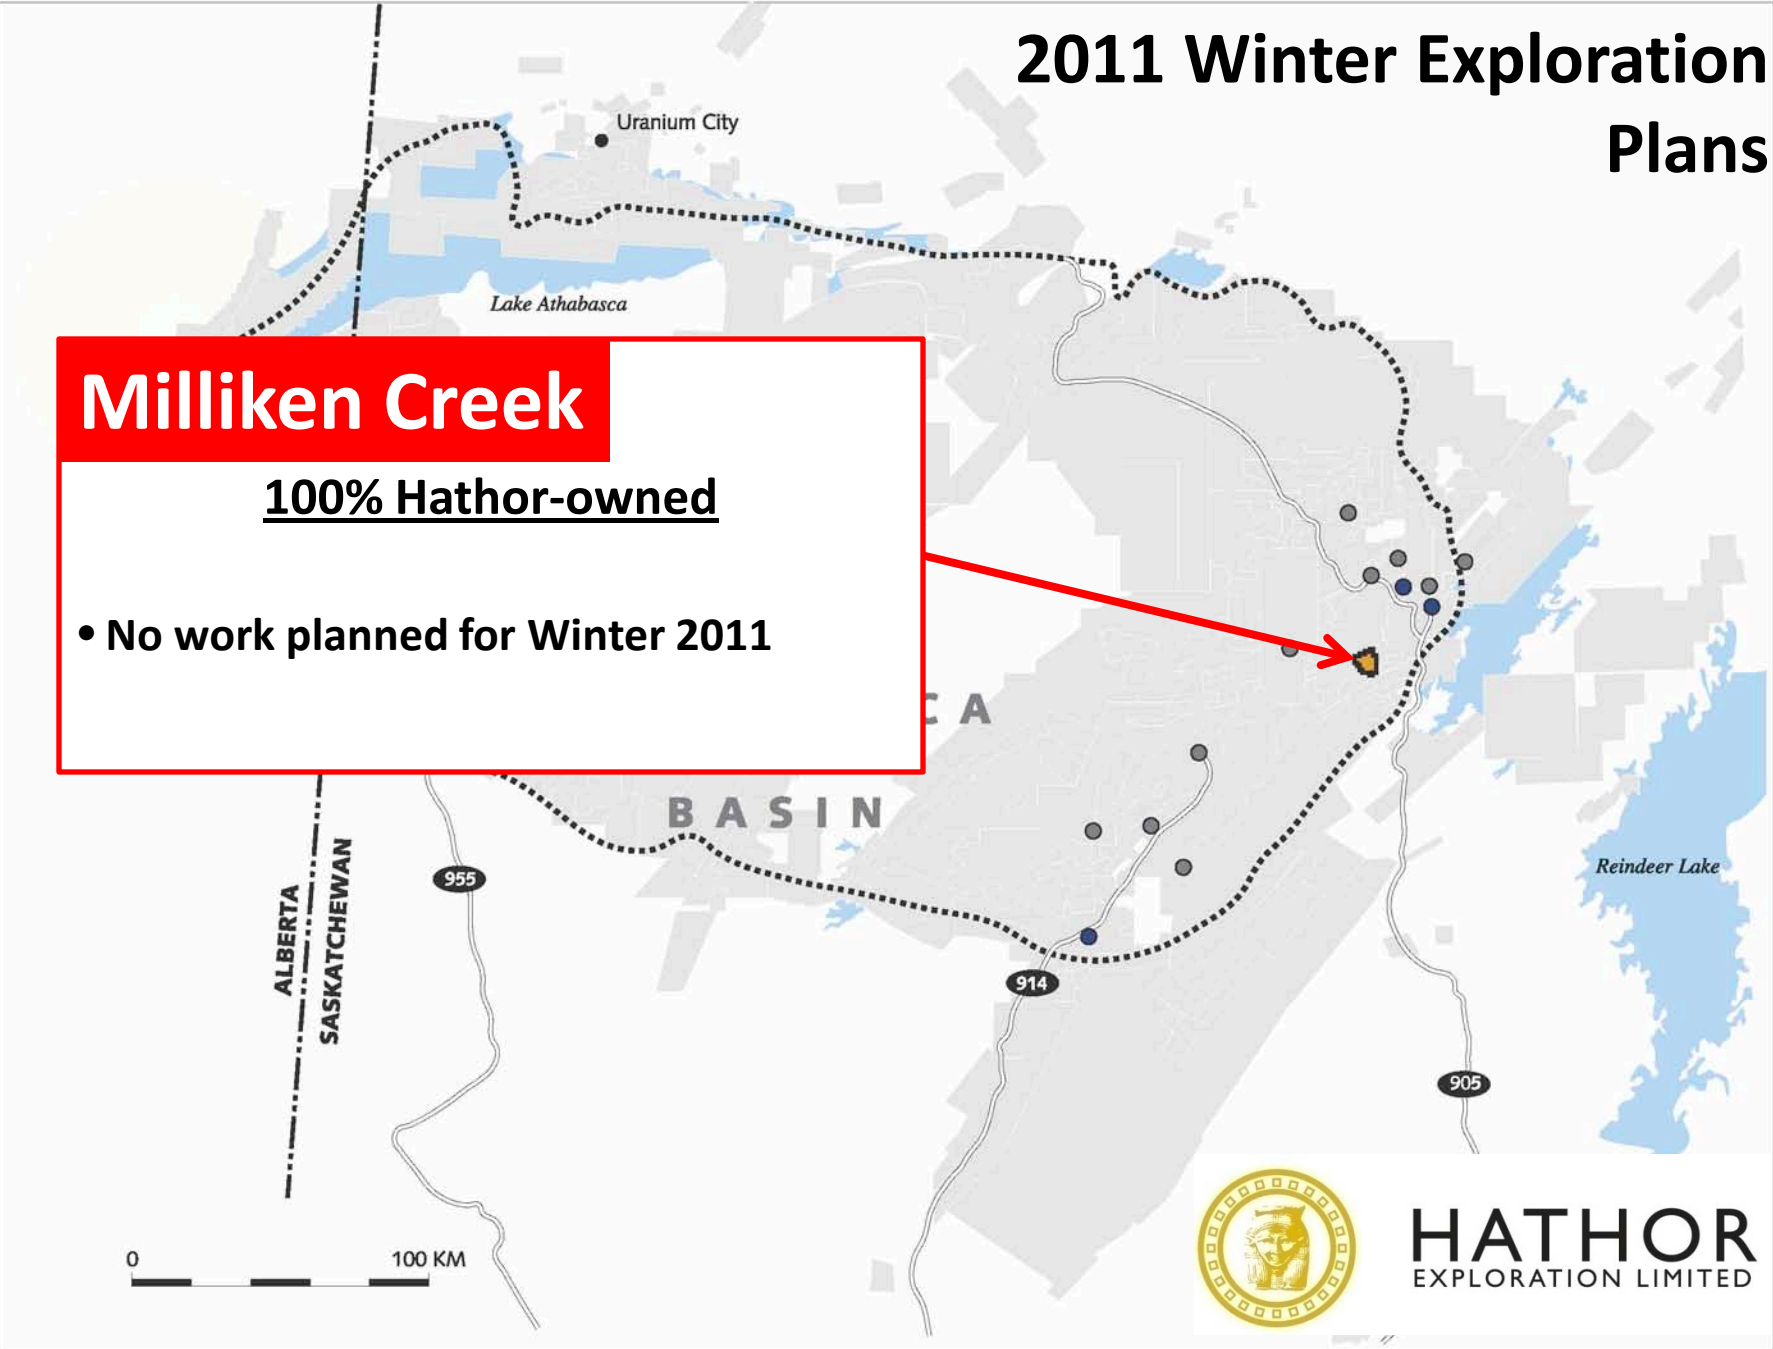 2011 Winter Exploration
Plans
Uranium City
Lake Athabasca
Milliken Creek
100% Hathor-owned
• No work planned for Winter 2011
CA
BASIN
955
ALBERTA
SASKATCHEWAN
914
Reindeer Lake
905
0 100 KM
HATHOR
EXPLORATION LIMITED